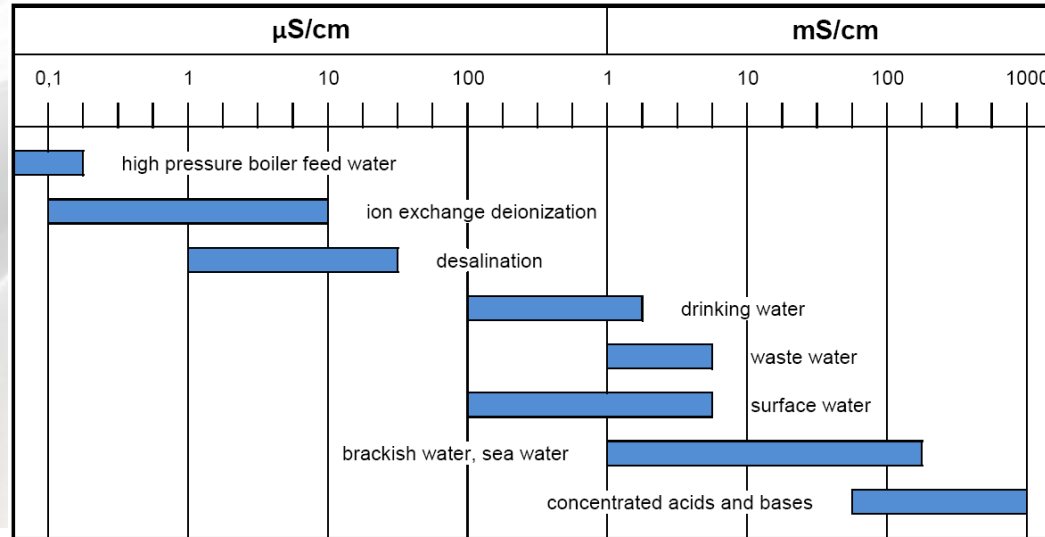 μS/cm mS/cm
0,1 1 10 100 1 10 100 1000
high pressure boiler feed water
ion exchange deionization
desalination
drinking water
waste water
surface water
brackish water, sea water
concentrated acids and bases